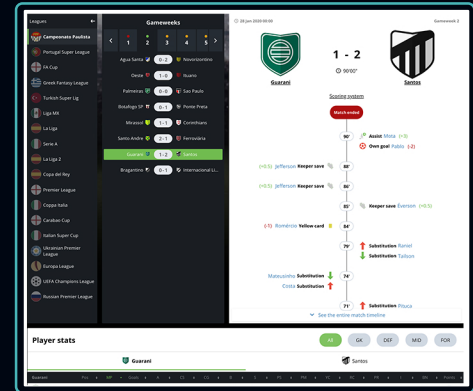 Leagues
Campeonato Paulista
Portugal Super League
FA Cup
Greek Fantasy League
Turkish Super Lig
Liga MX
La Liga
Serie A
La Liga 2
Copa del Rey
Premier League
Coppa Italia
Carabao Cup
Italian Super Cup
Ukrainian Premier League
Europa League
UEFA Champions League
Russian Premier League
Gameweeks
1 2 3 4 5
Agua Santa 0-2 Novorizontino
Oeste 1-0 Ituano
Palmeiras 0-0 Sao Paulo
Botafogo SP 0-1 Ponte Preta
Mirassol 1-1 Corinthians
Santo Andre 2-1 Ferroviária
Guarani 1-2 Santos
Bragantino 0-1 Internacional Li...
28 Jan 2020 00:00
Gameweek 2
1 - 2
90'00"
Guarani
Santos
Scoring system
Match ended
90' Assist Mota (+3)
Own goal Pablo (-2)
(+0.5) Jefferson Keeper save 88'
(+0.5) Jefferson Keeper save 86'
85' Keeper save Éverson (+0.5)
(-1) Romércio Yellow card 84'
79' Substitution Raniel
Substitution Tailson
Mateusinho Substitution 74'
Costa Substitution
71' Substitution Pituca
See the entire match timeline
Player stats
All GK DEF MID FOR
Guarani
Santos
Guarani